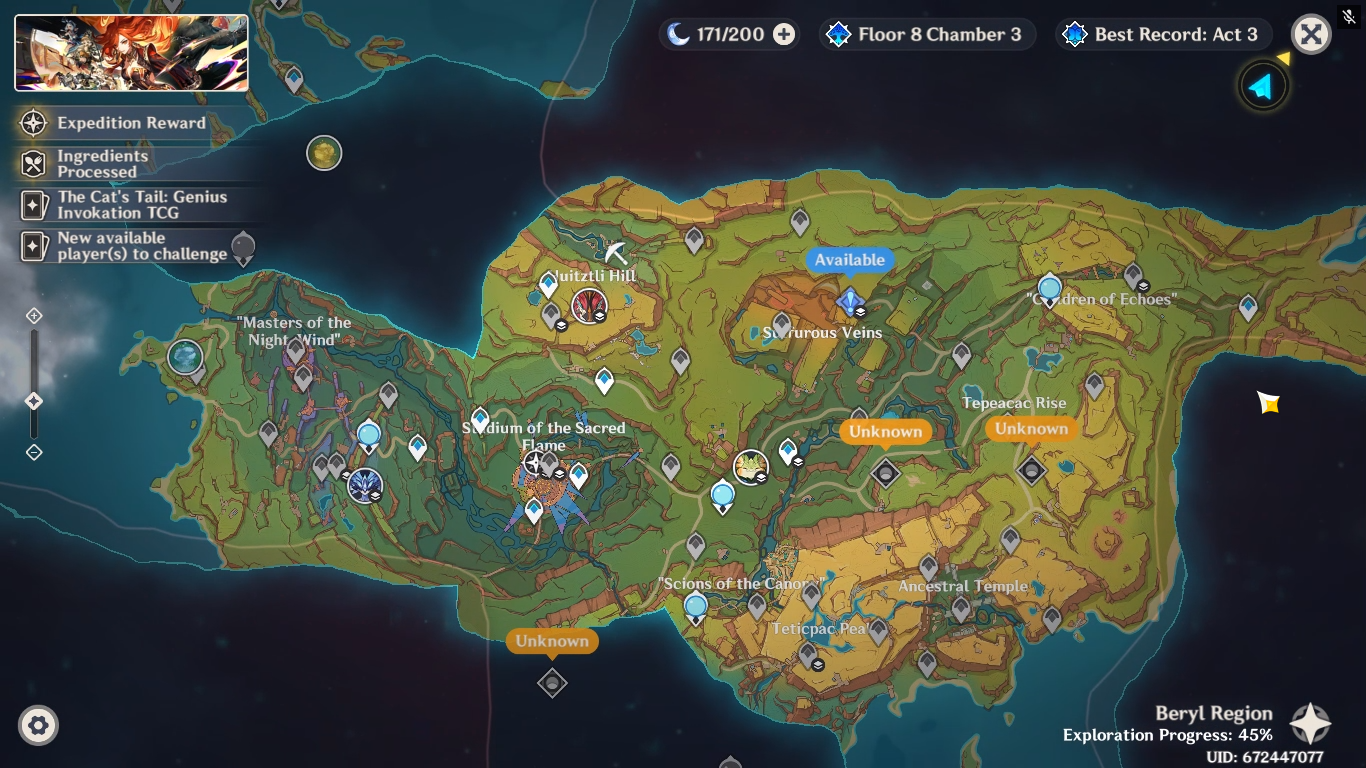 171/200
Floor 8 Chamber 3
Best Record: Act 3
Expedition Reward
Ingredients
Processed
The Cat's Tail: Genius
Invokation TCG
New available
player(s) to challenge
Available
Hill
"Children of Echoes"
Veins
"Masters of the
Night-Wind"
Tepeacac Rise
Stadium of the Sacred
Flame
Unknown
Unknown
"Scions of the Canopy"
Ancestral Temple
Teticpac Peak
Unknown
Beryl Region
Exploration Progress: 45%
UID: 672447077